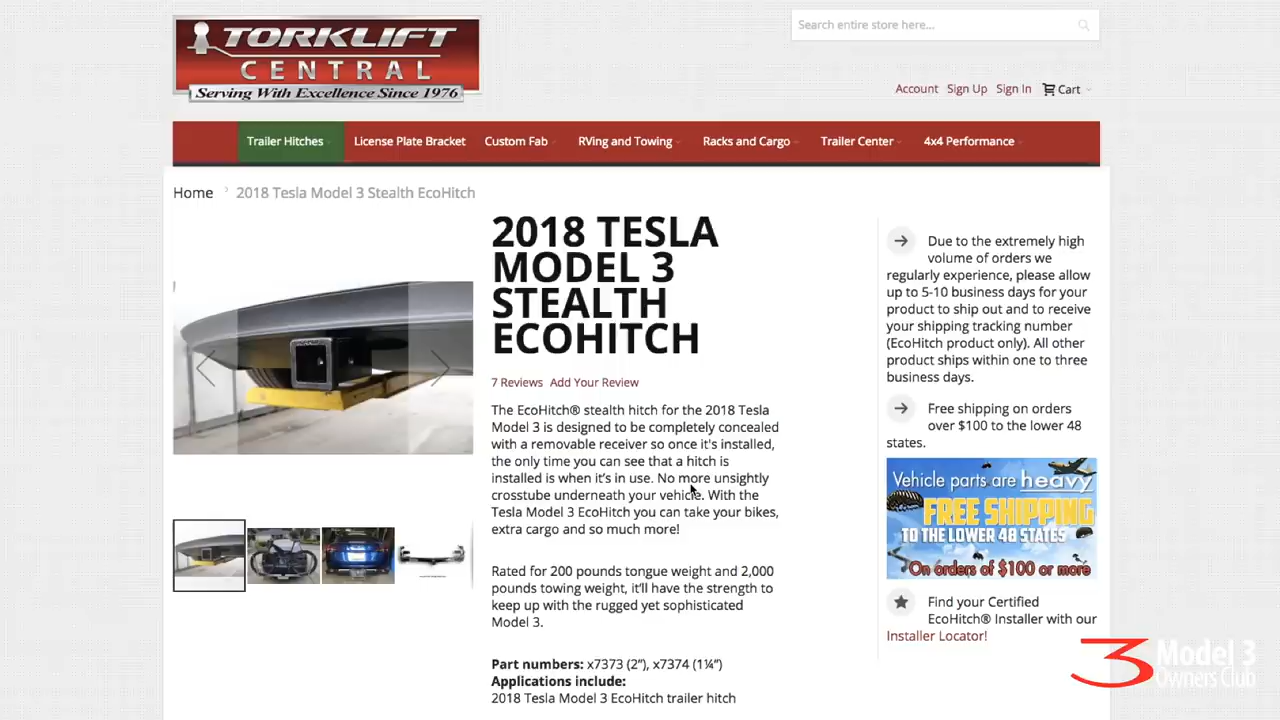 TORKLIFT
CENTRAL
Serving With Excellence Since 1976
Search entire store here...
Account Sign Up Sign In Cart
Trailer Hitches License Plate Bracket Custom Fab RVing and Towing Racks and Cargo Trailer Center 4x4 Performance
Home 2018 Tesla Model 3 Stealth EcoHitch
2018 TESLA
MODEL 3
STEALTH
ECOHITCH
7 Reviews Add Your Review
The EcoHitch® stealth hitch for the 2018 Tesla
Model 3 is designed to be completely concealed
with a removable receiver so once it's installed,
the only time you can see that a hitch is
installed is when it's in use. No more unsightly
crosstube underneath your vehicle. With the
Tesla Model 3 EcoHitch you can take your bikes,
extra cargo and so much more!
Rated for 200 pounds tongue weight and 2,000
pounds towing weight, it'll have the strength to
keep up with the rugged yet sophisticated
Model 3.
Part numbers: x7373 (2"), x7374 (1¼")
Applications include:
2018 Tesla Model 3 EcoHitch trailer hitch
Due to the extremely high
volume of orders we
regularly experience, please allow
up to 5-10 business days for your
product to ship out and to receive
your shipping tracking number
(EcoHitch product only). All other
product ships within one to three
business days.
Free shipping on orders
over $100 to the lower 48
states.
Vehicle parts are heavy
FREE SHIPPING
TO THE LOWER 48 STATES
On orders of $100 or more
Find your Certified
EcoHitch® Installer with our
Installer Locator!
3 Model 3
Owners Club